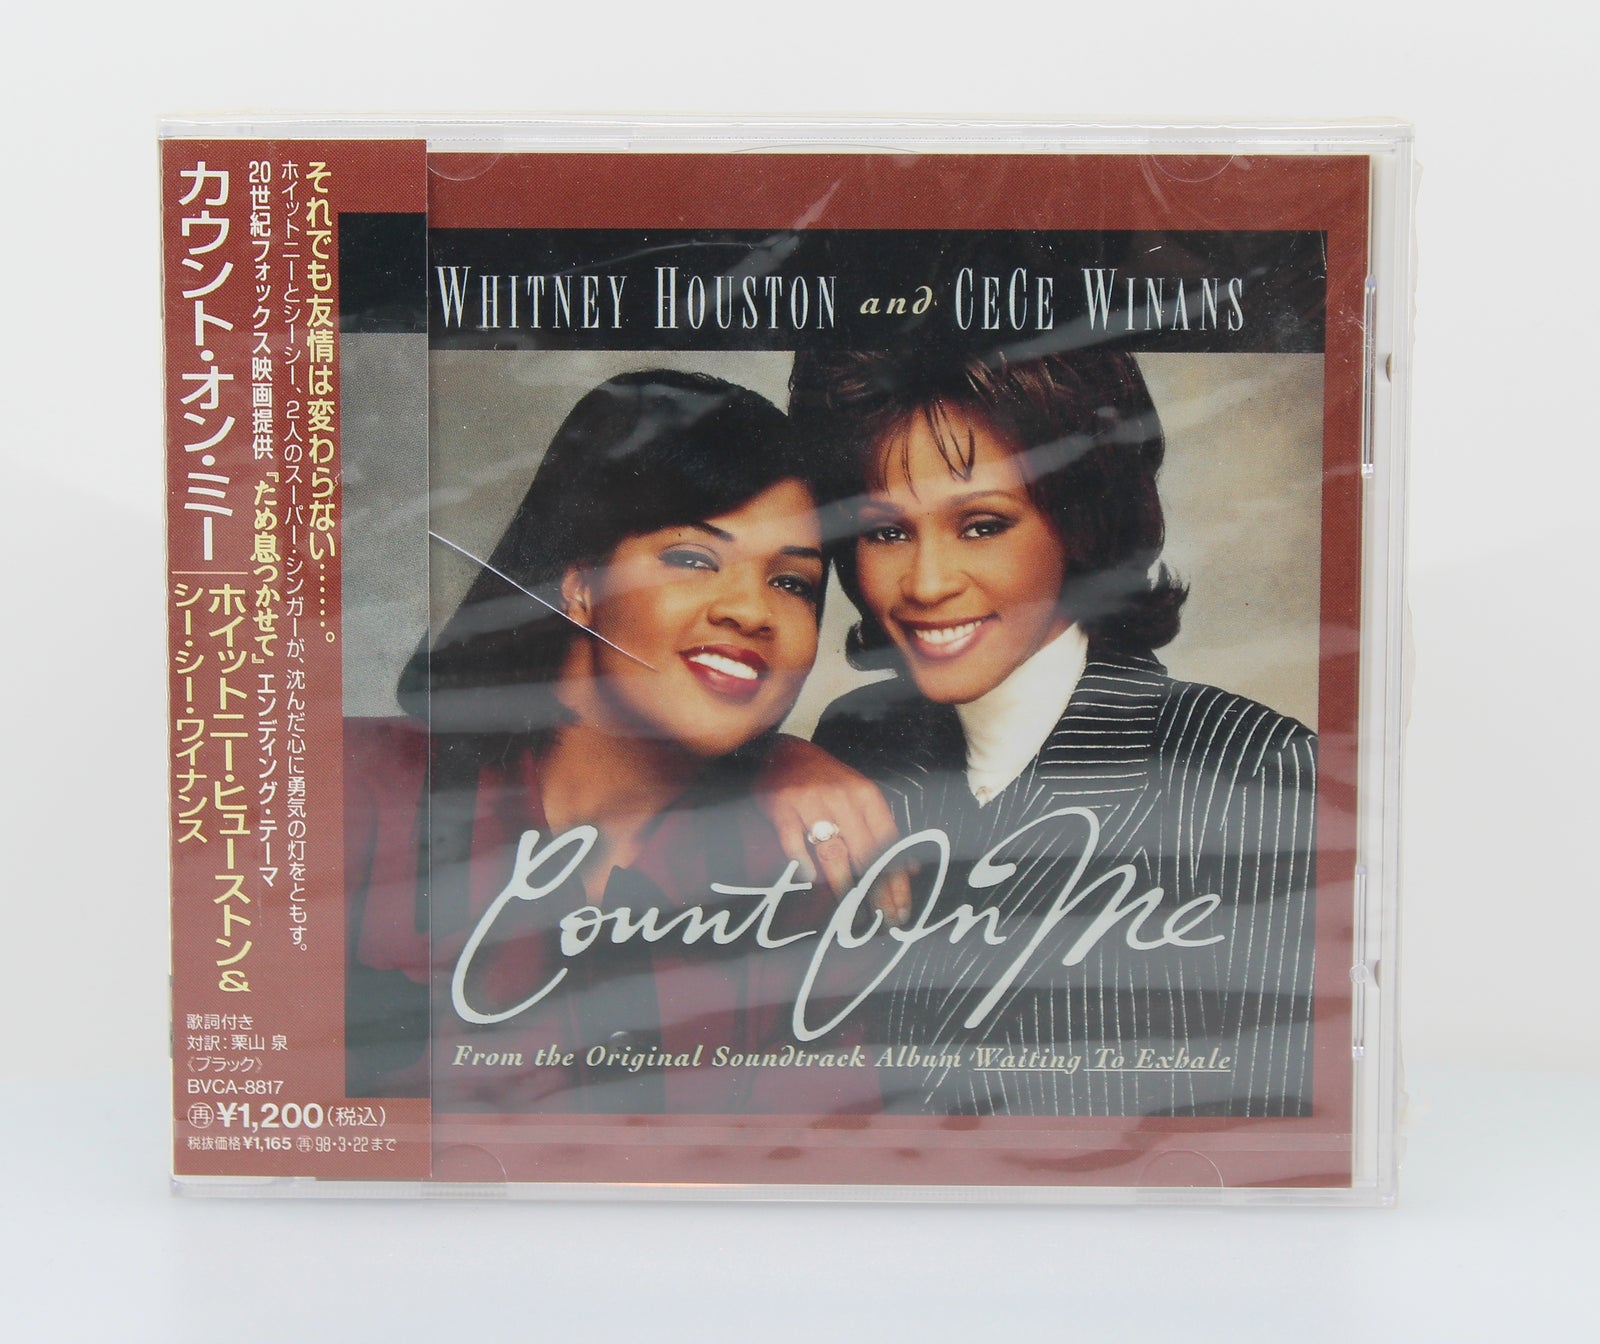 それでも友情は変わらない……。
ホイットニーとシーシー、2人のスーパー・シンガーが、沈んだ心に勇気の灯をともす。
20世紀フォックス映画提供、『ため息つかせて』エンディング・テーマ
カウント・オン・ミー
ホイットニー・ヒューストン&
シー・シー・ワイナンス
歌詞付き
対訳:栗山 泉
《ブラック》
BVCA-8817
再¥1,200(税込)
税抜価格¥1,165 再98・3・22まで
WHITNEY HOUSTON and CECE WINANS
Count On Me
From the Original Soundtrack Album Waiting To Exhale